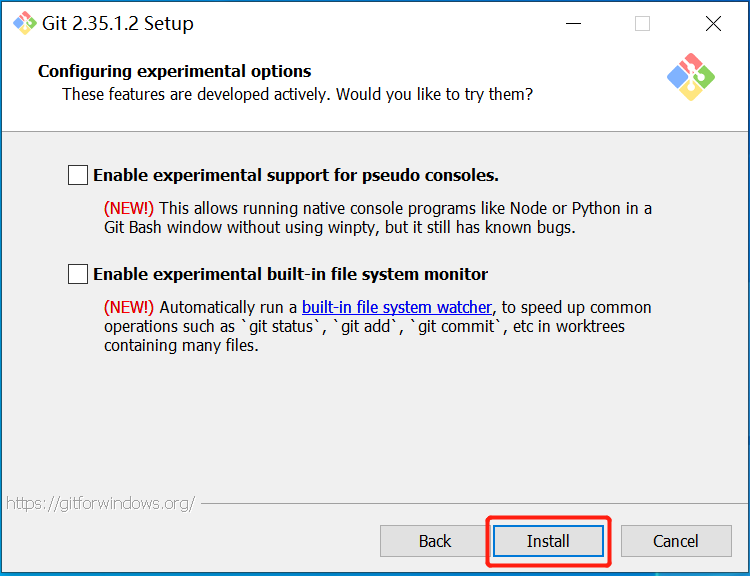 Git 2.35.1.2 Setup
Configuring experimental options
These features are developed actively. Would you like to try them?
Enable experimental support for pseudo consoles.
(NEW!) This allows running native console programs like Node or Python in a
Git Bash window without using winpty, but it still has known bugs.
Enable experimental built-in file system monitor
(NEW!) Automatically run a built-in file system watcher, to speed up common
operations such as `git status`, `git add`, `git commit`, etc in worktrees
containing many files.
https://gitforwindows.org/
Back Install Cancel